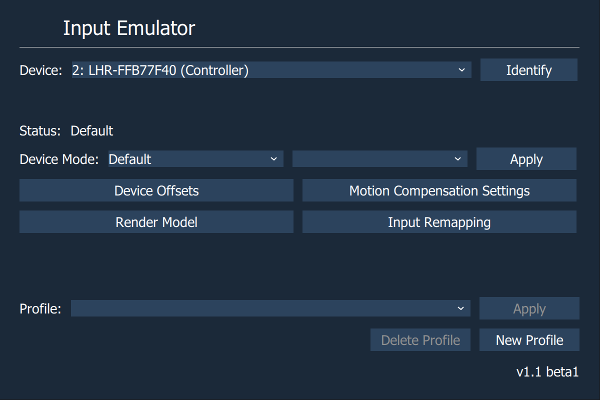 Input Emulator
Device: 2: LHR-FFB77F40 (Controller) Identify
Status: Default
Device Mode: Default Apply
Device Offsets Motion Compensation Settings
Render Model Input Remapping
Profile: Apply
Delete Profile New Profile
v1.1 beta1